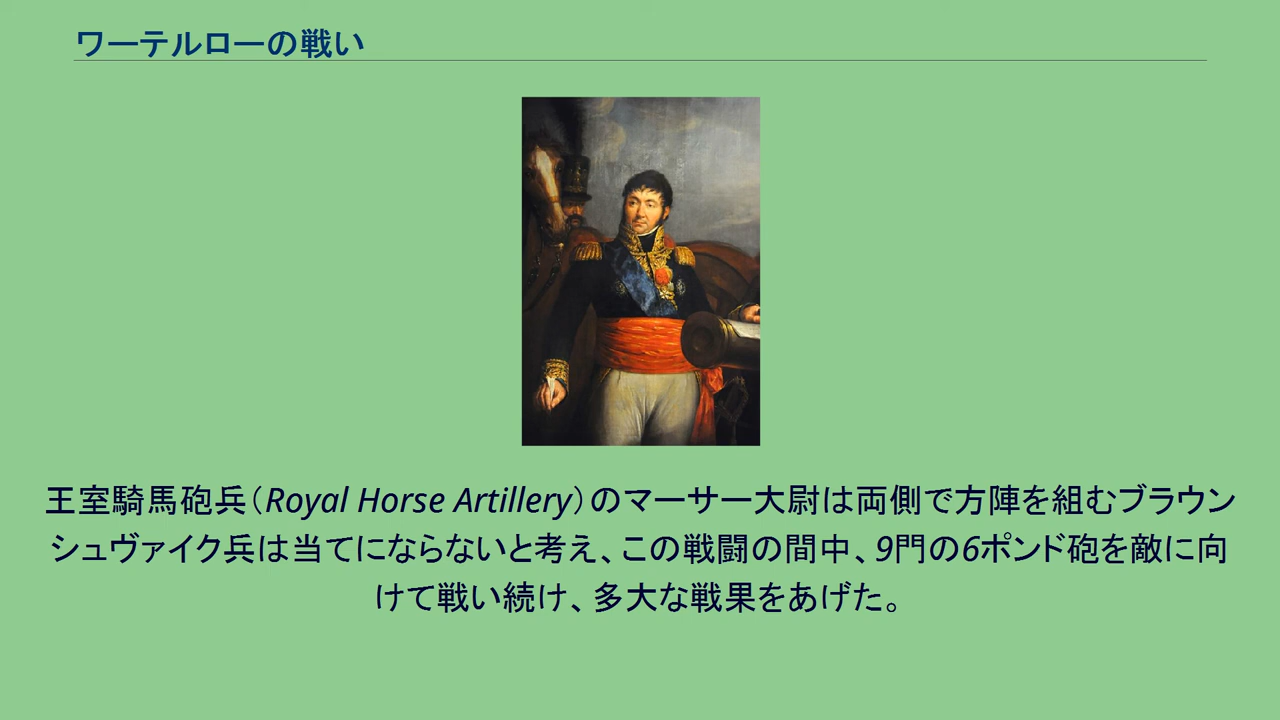 ワーテルローの戦い
王室騎馬砲兵（Royal Horse Artillery）のマーサー大尉は両側で方陣を組むブラウン
シュヴァイク兵は当てにならないと考え、この戦闘の間中、9門の6ポンド砲を敵に向
けて戦い続け、多大な戦果をあげた。